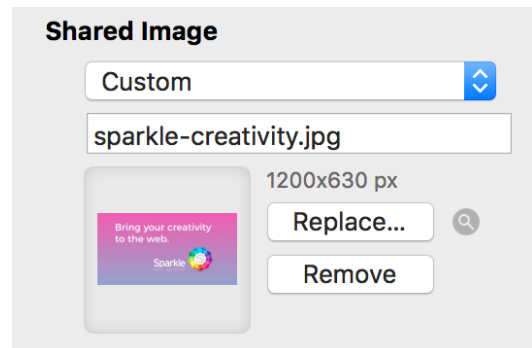 Shared Image
Custom
sparkle-creativity.jpg
1200x630 px
Bring your creativity
to the web.
Replace...
Sparkle
Remove